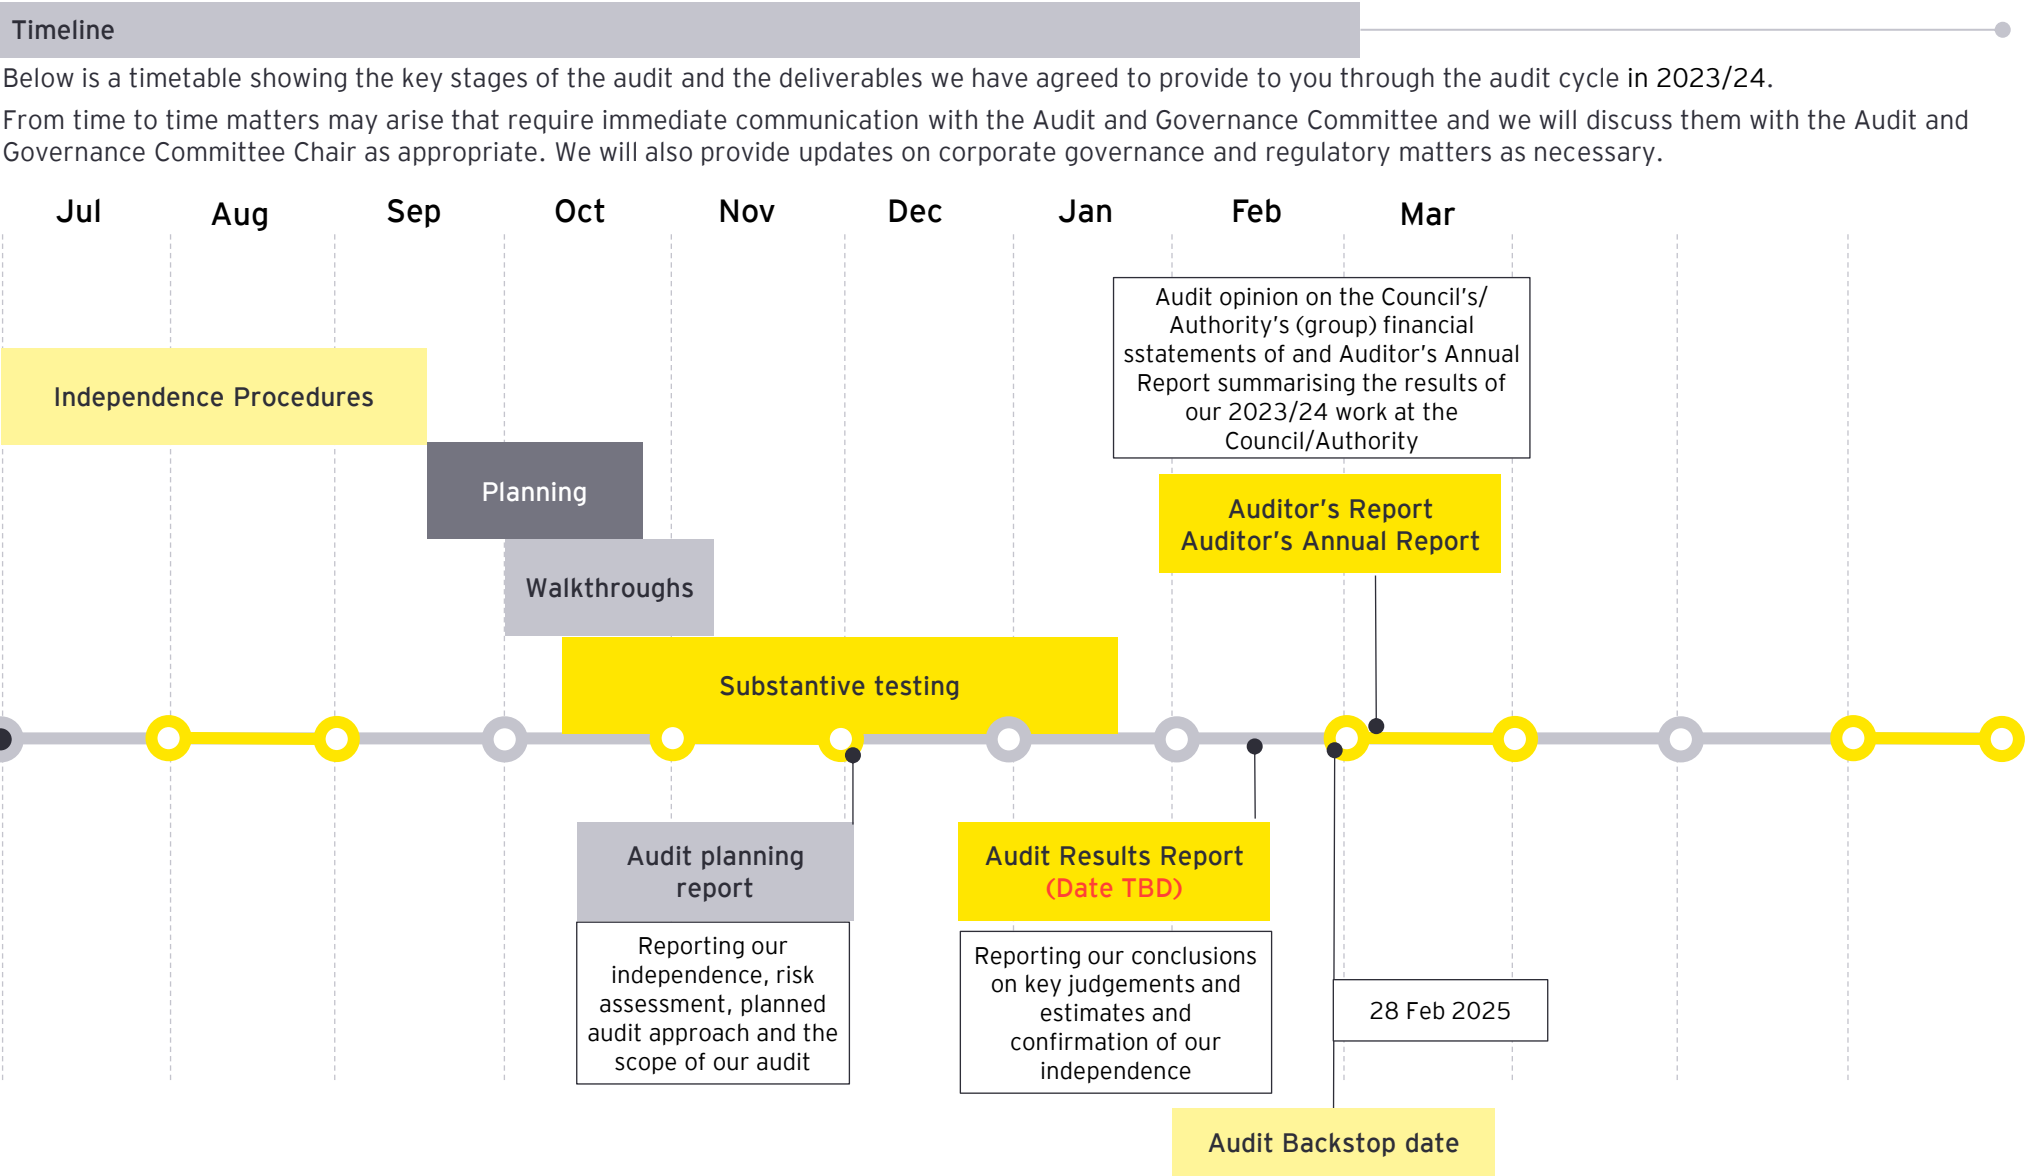 Timeline
Below is a timetable showing the key stages of the audit and the deliverables we have agreed to provide to you through the audit cycle in 2023/24.
From time to time matters may arise that require immediate communication with the Audit and Governance Committee and we will discuss them with the Audit and
Governance Committee Chair as appropriate. We will also provide updates on corporate governance and regulatory matters as necessary.
Jul Aug Sep Oct Nov Dec Jan Feb Mar
Audit opinion on the Council's/
Authority's (group) financial
sstatements of and Auditor's Annual
Report summarising the results of
our 2023/24 work at the
Council/Authority
Independence Procedures
Planning
Auditor's Report
Auditor's Annual Report
Walkthroughs
Substantive testing
Audit planning
report
Reporting our
independence, risk
assessment, planned
audit approach and the
scope of our audit
Audit Results Report
(Date TBD)
Reporting our conclusions
on key judgements and
estimates and
confirmation of our
independence
28 Feb 2025
Audit Backstop date